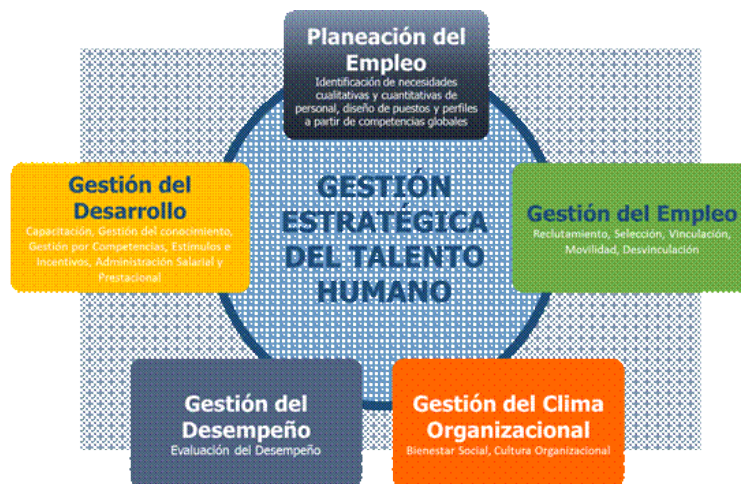 Planeación del
Empleo
Identificación de necesidades
cualitativas y cuantitativas de
personal, diseño de puestos y perfiles
a partir de competencias globales
GESTIÓN
ESTRATÉGICA
DEL TALENTO
HUMANO
Gestión del
Desarrollo
Capacitación, Gestión del conocimiento,
Gestión por Competencias, Estímulos e
Incentivos, Administración Salarial y
Prestacional
Gestión del Empleo
Reclutamiento, Selección, Vinculación,
Movilidad, Desvinculación
Gestión del
Desempeño
Evaluación del Desempeño
Gestión del Clima
Organizacional
Bienestar Social, Cultura Organizacional